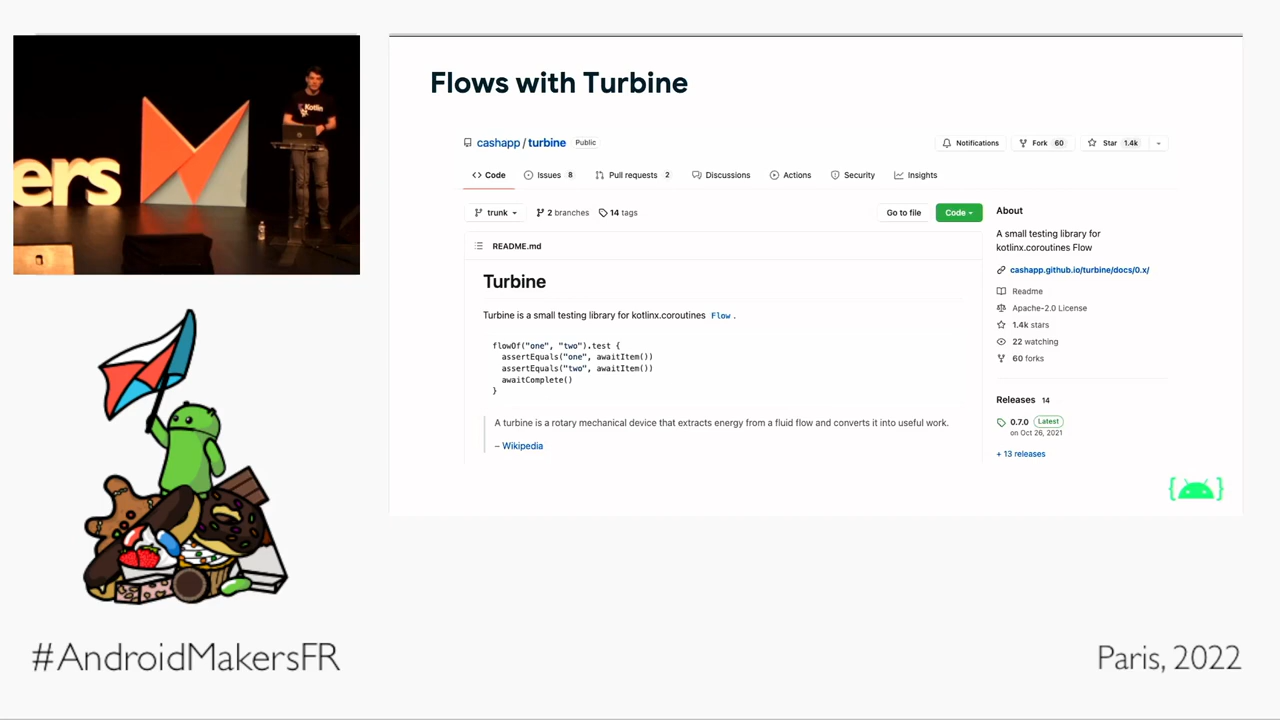 Flows with Turbine
Kotlin
ers
cashapp / turbine Public
Notifications Fork 60 Star 1.4k
Code Issues 8 Pull requests 2 Discussions Actions Security Insights
trunk 2 branches 14 tags Go to file Code
README.md
Turbine
Turbine is a small testing library for kotlinx.coroutines Flow .
flowOf("one", "two").test {
assertEquals("one", awaitItem())
assertEquals("two", awaitItem())
awaitComplete()
}
A turbine is a rotary mechanical device that extracts energy from a fluid flow and converts it into useful work.
– Wikipedia
About
A small testing library for
kotlinx.coroutines Flow
cashapp.github.io/turbine/docs/0.x/
Readme
Apache-2.0 License
1.4k stars
22 watching
60 forks
Releases 14
0.7.0 Latest
on Oct 26, 2021
+ 13 releases
#AndroidMakersFR
Paris, 2022